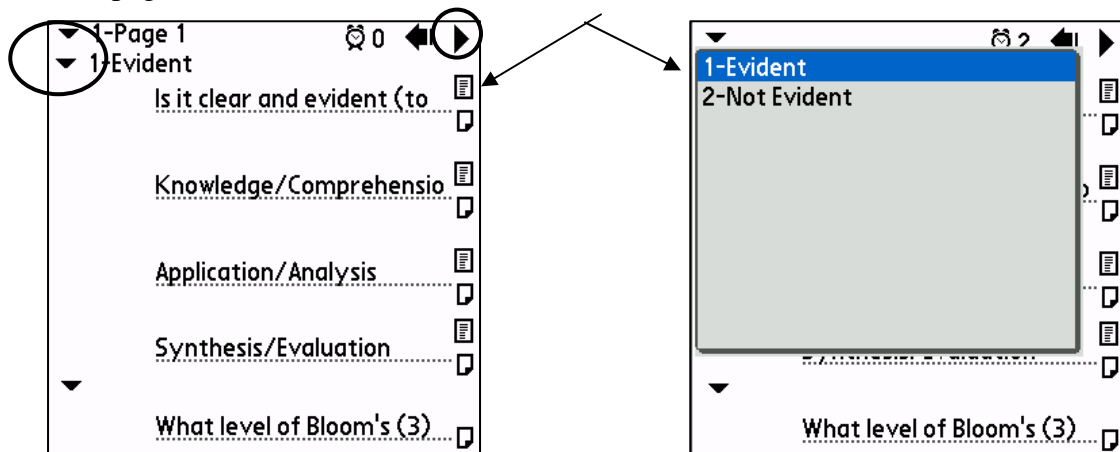 1-Page 1 0
1-Evident
Is it clear and evident (to
Knowledge/Comprehensio
Application/Analysis
Synthesis/Evaluation
What level of Bloom's (3)
2
1-Evident
2-Not Evident
What level of Bloom's (3)